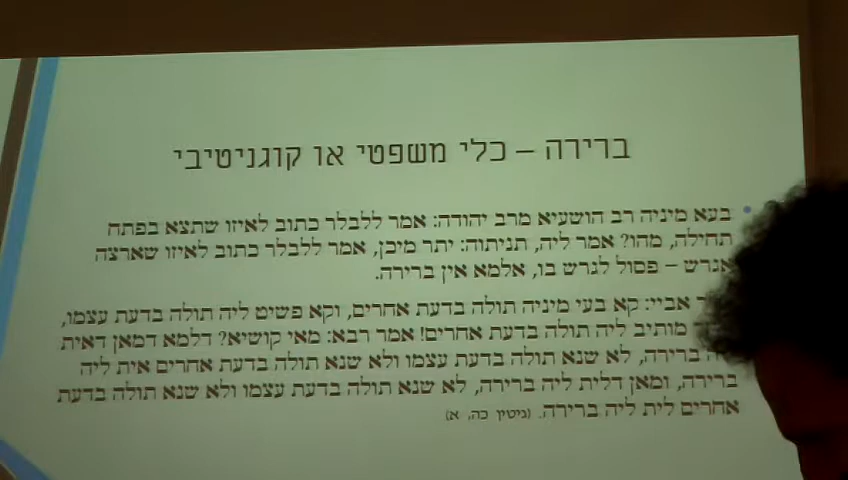 ברירה – כלי משפטי או קוגניטיבי
בעא מיניה רב הושעיא מרב יהודה: אמר ללבלר כתוב לאיזו שתצא בפתח
תחילה, מהו? אמר ליה, תניתוה: יתר מיכן, אמר ללבלר כתוב לאיזו שארצה
אגרש – פסול לגרש בו, אלמא אין ברירה.
אביי: קא בעי מיניה תולה בדעת אחרים, וקא פשיט ליה תולה בדעת עצמו,
מותיב ליה תולה בדעת אחרים! אמר רבא: מאי קושיא? דלמא דמאן דאית
ברירה, לא שנא תולה בדעת עצמו ולא שנא תולה בדעת אחרים אית ליה
ברירה, ומאן דלית ליה ברירה, לא שנא תולה בדעת עצמו ולא שנא תולה בדעת
אחרים לית ליה ברירה. (גיטין כה, א)